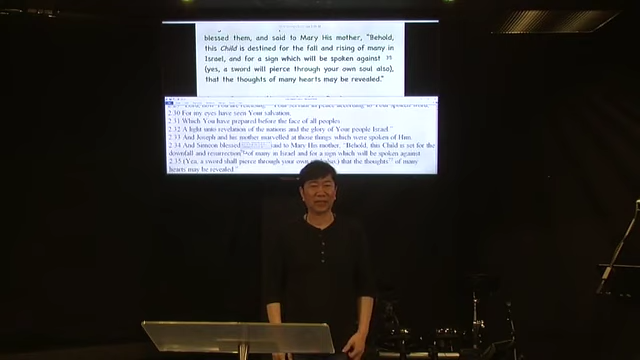 blessed them, and said to Mary His mother, "Behold,
this Child is destined for the fall and rising of many in
Israel, and for a sign which will be spoken against 35
(yes, a sword will pierce through your own soul also),
that the thoughts of many hearts may be revealed."
2:30 For my eyes have seen Your salvation,
2:31 Which You have prepared before the face of all peoples
2:32 A light unto revelation of the nations and the glory of Your people Israel."
2:33 And Joseph and his mother marvelled at those things which were spoken of Him.
2:34 And Simeon blessed said to Mary His mother, "Behold, this Child is set for the
downfall and resurrection of many in Israel and for a sign which will be spoken against
2:35 (Yea, a sword shall pierce through your own also:) that the thoughts of many
hearts may be revealed."